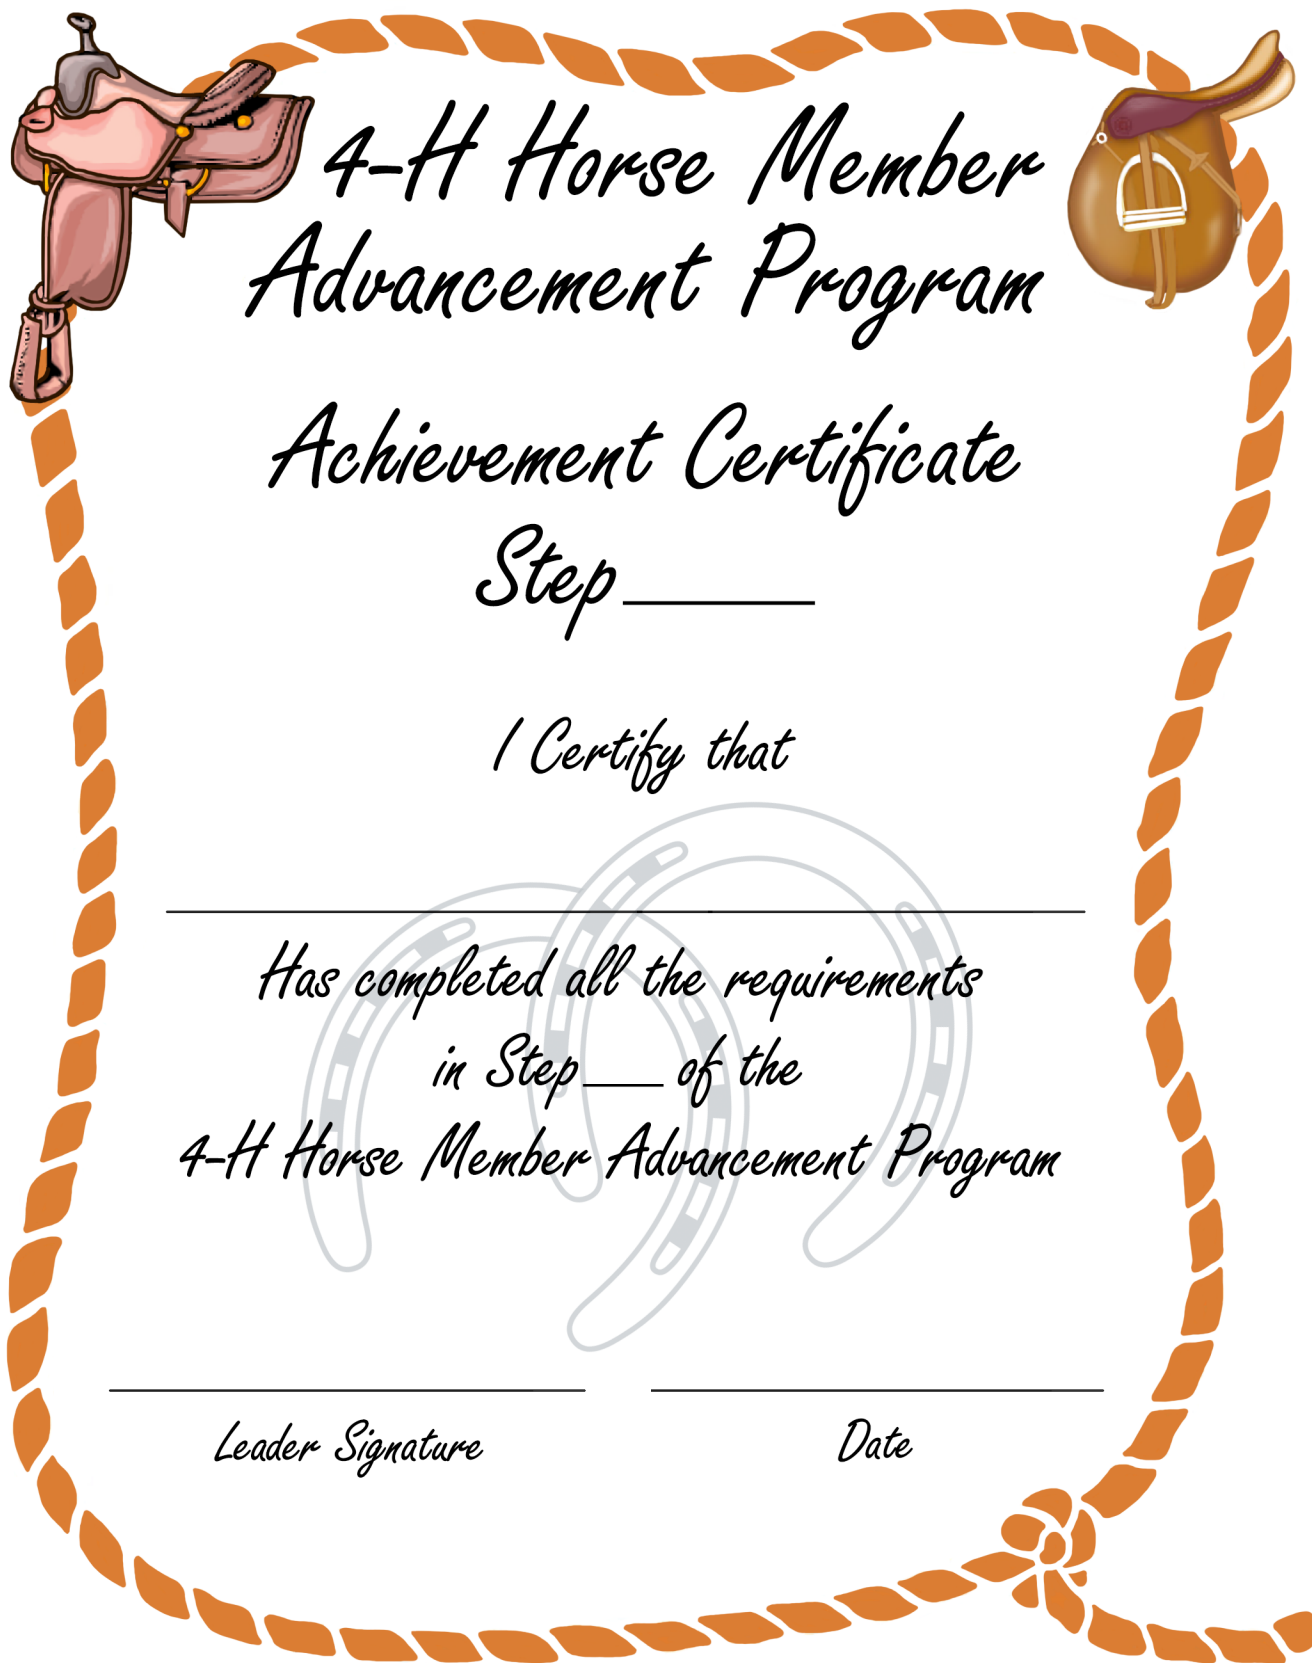 4-H Horse Member
Advancement Program
Achievement Certificate
Step______
I Certify that
Has completed all the requirements
in Step____ of the
4-H Horse Member Advancement Program
Leader Signature
Date